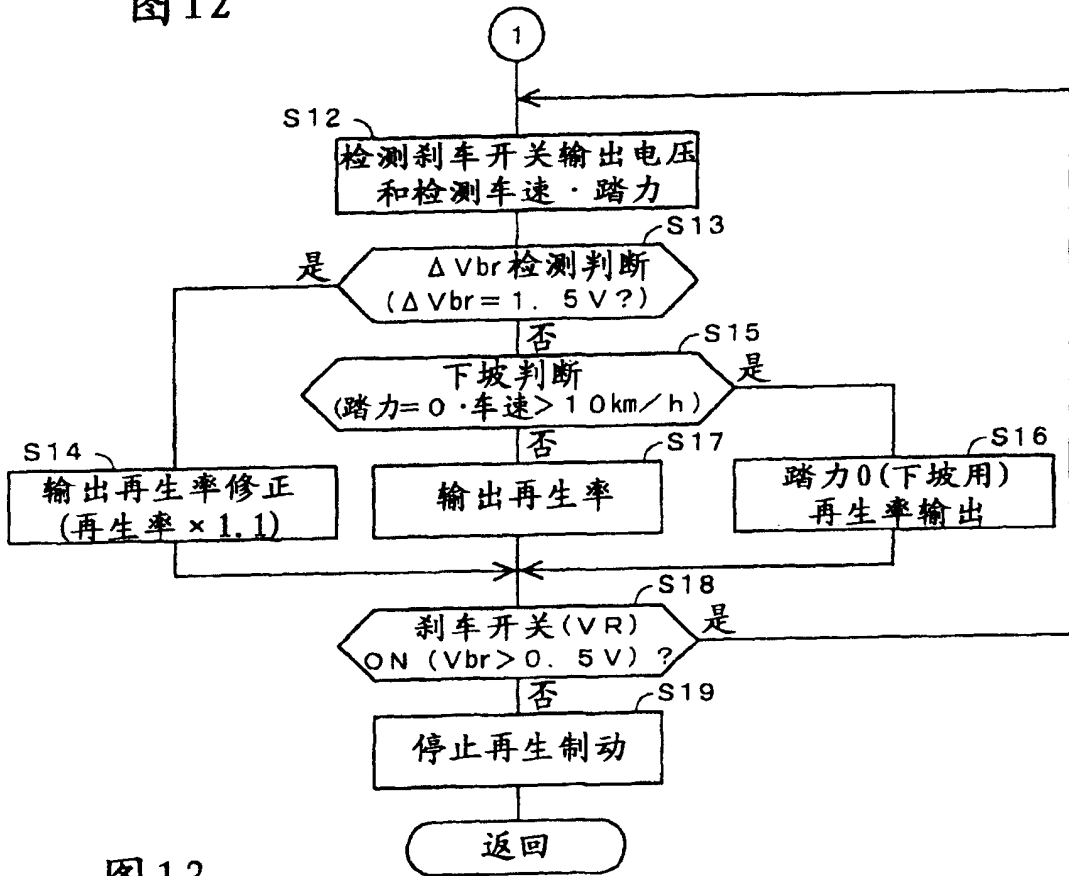 图12
1
S12
检测刹车开关输出电压
和检测车速·踏力
S13
是
ΔVbr检测判断
(ΔVbr=1.5V?)
否
S15
下坡判断
(踏力=0·车速>10km/h)
是
否
S14
输出再生率修正
(再生率×1.1)
S17
输出再生率
S16
踏力0(下坡用)
再生率输出
S18
刹车开关(VR)
ON (Vbr>0.5V)?
是
否
S19
停止再生制动
返回